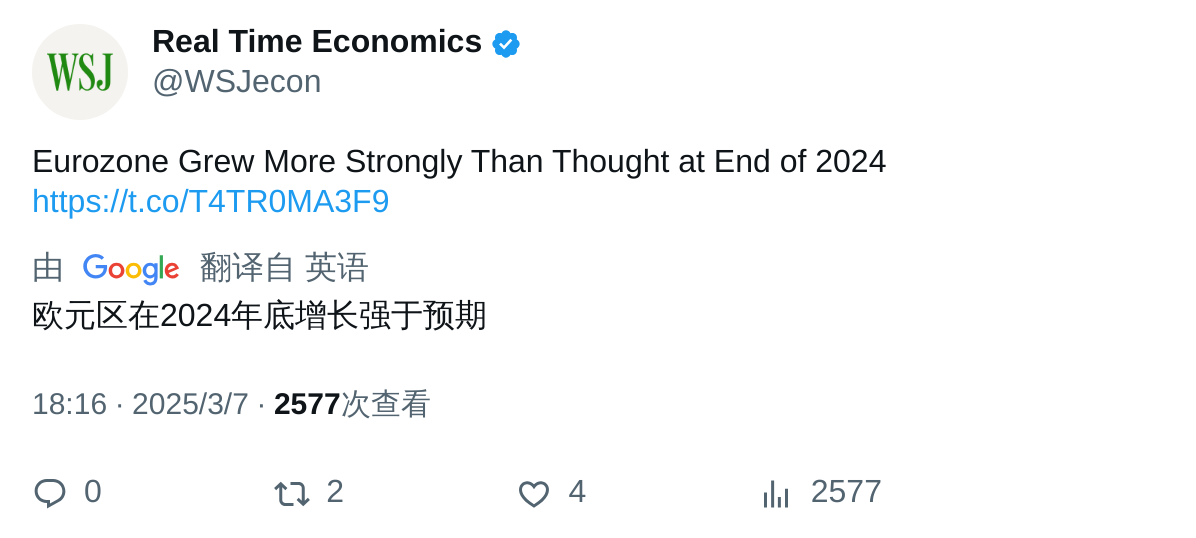 WSJ
Real Time Economics
@WSJecon
Eurozone Grew More Strongly Than Thought at End of 2024
https://t.co/T4TR0MA3F9
由 Google 翻译自 英语
欧元区在2024年底增长强于预期
18:16 · 2025/3/7 · 2577次查看
0 2 4 2577